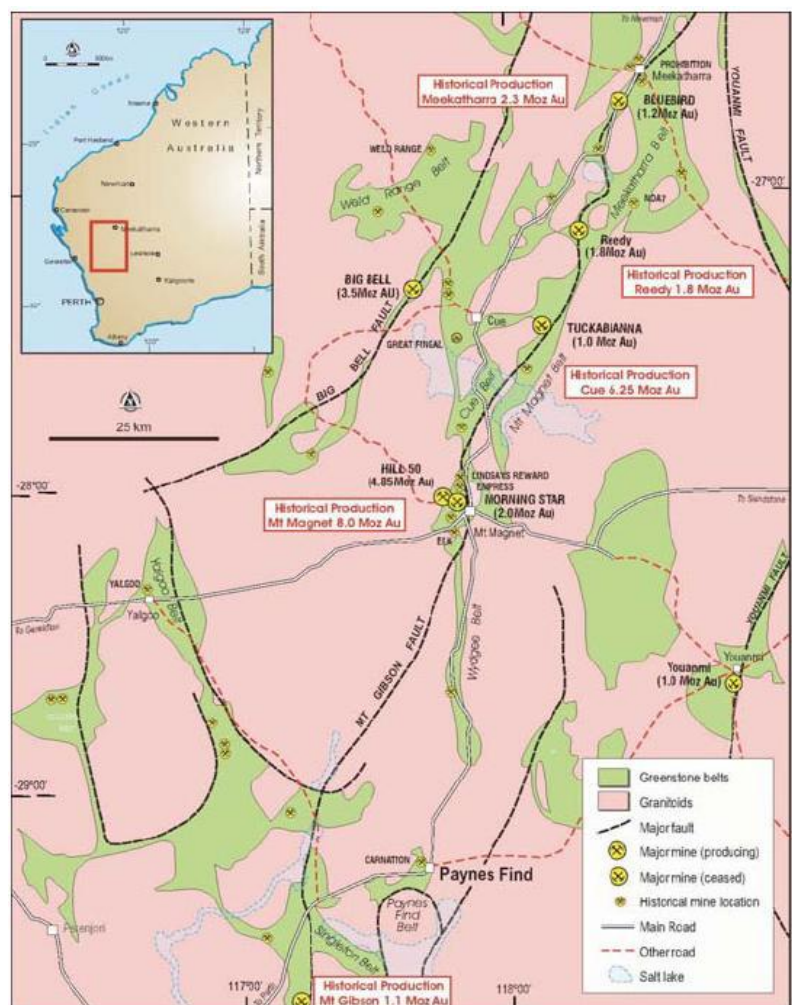 120°
128°
0
Broome
Western
Australia
Northern Territory
South Australia
Port Hedland
Newman
Carnarvon
Meekatharra
Geraldton
Leonora
Kalgoorlie
PERTH
Albany
120°
25 km
To Newman
PROHIBITION
Meekatharra
Historical Production
Meekatharra 2.3 Moz Au
BLUEBIRD
(1.2Moz Au)
YOUANMI FAULT
WELD RANGE
Weld Range Belt
Meekatharra Belt
-27°00'
NOA7
Reedy
(1.8Moz Au)
BIG BELL
(3.5Moz AU)
Historical Production
Reedy 1.8 Moz Au
Cue
TUCKABIANNA
(1.0 Moz Au)
GREAT FINGAL
BIG BELL FAULT
Historical Production
Cue 6.25 Moz Au
Cue Belt
Mt Magnet Belt
-28°00'
HILL 50
(4.85Moz Au)
LINDSAYS REWARD
EMPRESS
MORNING STAR
(2.0Moz Au)
To Sandstone
Historical Production
Mt Magnet 8.0 Moz Au
ELA
Mt Magnet
YALGOO
Yalgoo
Yalgoo Belt
To Geraldton
MT GIBSON FAULT
Wydgee Belt
YOUANMI FAULT
Youanmi
Youanmi
(1.0 Moz Au)
-29°00'
CARNATION
Paynes Find
Paynes
Find
Belt
Singleton Belt
Perenjori
117°00'
To Perth
118°00'
Historical Production
Mt Gibson 1.1 Moz Au
Greenstone belts
Granitoids
Major fault
Major mine (producing)
Major mine (ceased)
Historical mine location
Main Road
Other road
Salt lake